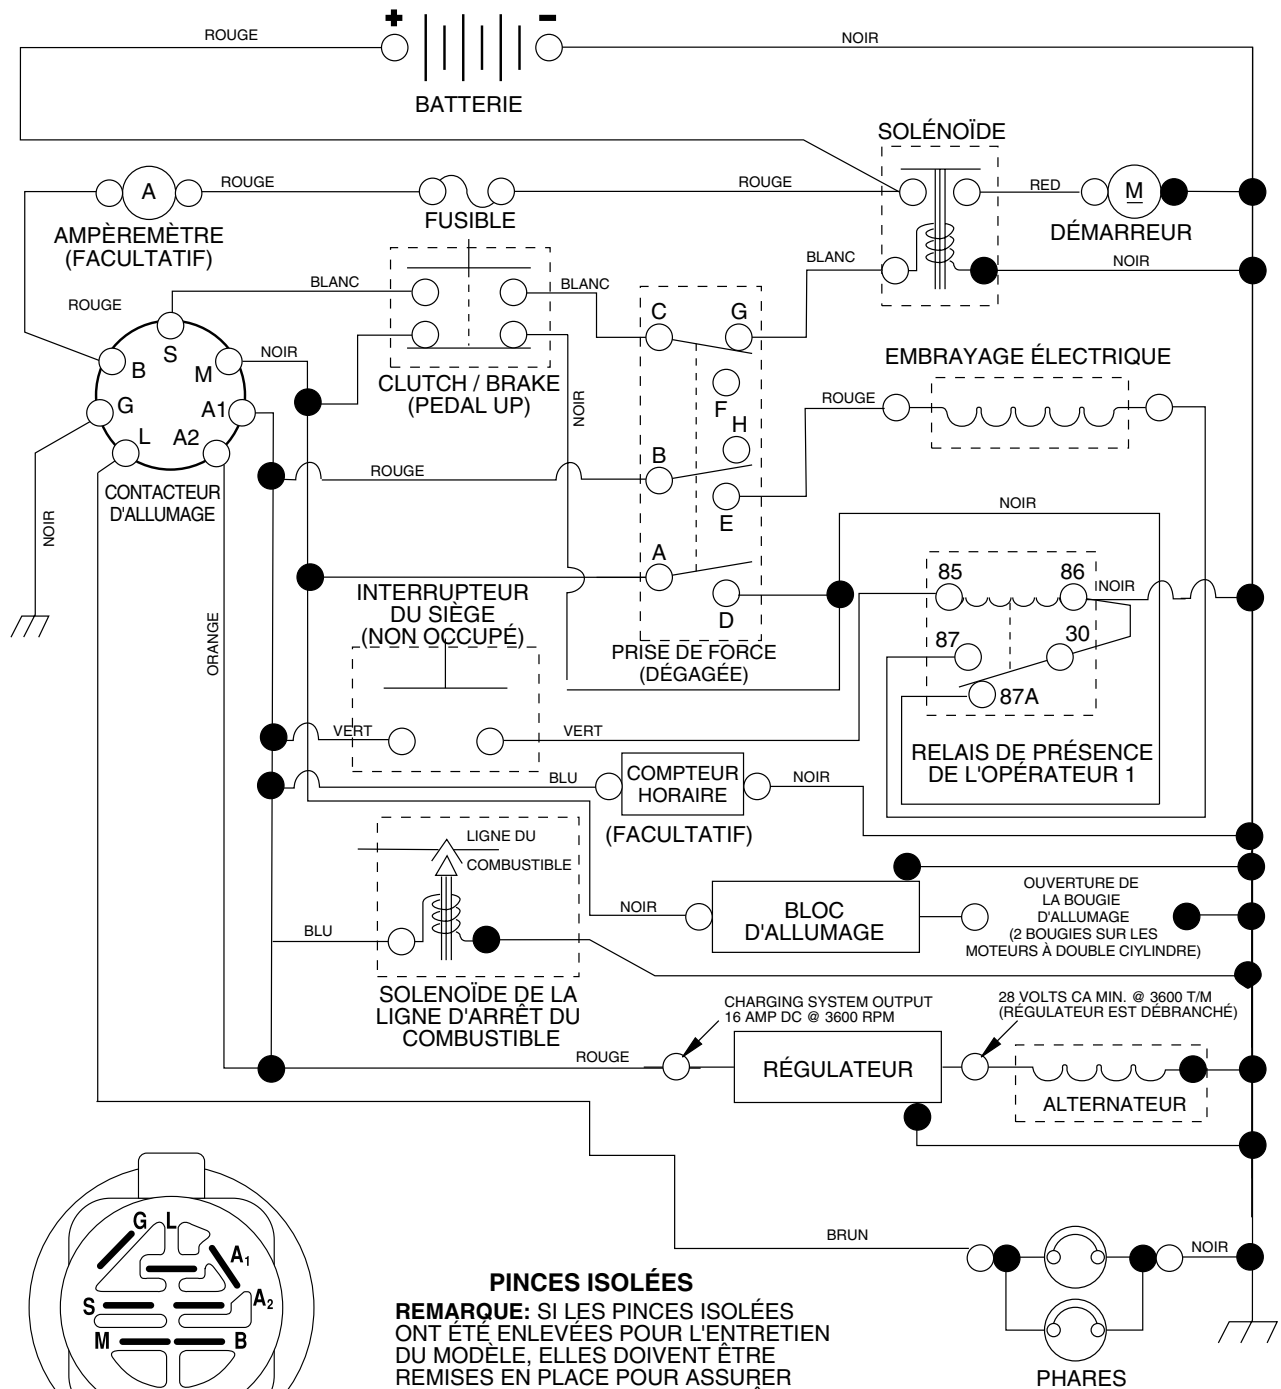 + -
ROUGE
NOIR
BATTERIE
SOLÉNOÏDE
A
ROUGE
ROUGE
RED
M
FUSIBLE
AMPÈREMÈTRE
(FACULTATIF)
DÉMARREUR
BLANC
NOIR
BLANC
BLANC
ROUGE
C
G
S
B
M
NOIR
EMBRAYAGE ÉLECTRIQUE
CLUTCH / BRAKE
(PEDAL UP)
NOIR
F
ROUGE
G
A1
H
L
A2
B
ROUGE
CONTACTEUR
D'ALLUMAGE
NOIR
E
NOIR
A
INTERRUPTEUR
DU SIÈGE
(NON OCCUPÉ)
85
86
NOIR
D
ORANGE
PRISE DE FORCE
(DÉGAGÉE)
87
30
87A
VERT
VERT
RELAIS DE PRÉSENCE
DE L'OPÉRATEUR 1
BLU
COMPTEUR
HORAIRE
NOIR
(FACULTATIF)
LIGNE DU
COMBUSTIBLE
NOIR
BLOC
D'ALLUMAGE
OUVERTURE DE
LA BOUGIE
D'ALLUMAGE
(2 BOUGIES SUR LES
MOTEURS À DOUBLE CIYLINDRE)
BLU
SOLENOÏDE DE LA
LIGNE D'ARRÊT DU
COMBUSTIBLE
CHARGING SYSTEM OUTPUT
16 AMP DC @ 3600 RPM
28 VOLTS CA MIN. @ 3600 T/M
(RÉGULATEUR EST DÉBRANCHÉ)
ROUGE
RÉGULATEUR
ALTERNATEUR
BRUN
NOIR
PHARES
G L
A1
S
A2
M
B
PINCES ISOLÉES
REMARQUE: SI LES PINCES ISOLÉES
ONT ÉTÉ ENLEVÉES POUR L'ENTRETIEN
DU MODÈLE, ELLES DOIVENT ÊTRE
REMISES EN PLACE POUR ASSURER